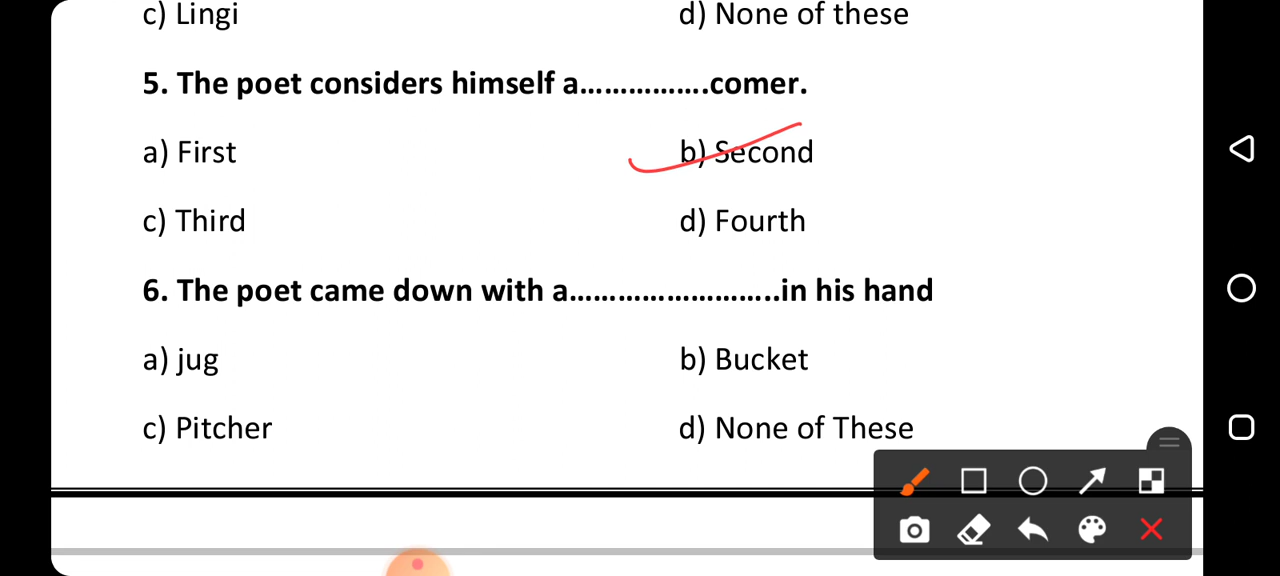 c) Lingi d) None of these
5. The poet considers himself a................comer.
a) First b) Second
c) Third d) Fourth
6. The poet came down with a..........................in his hand
a) jug b) Bucket
c) Pitcher d) None of These